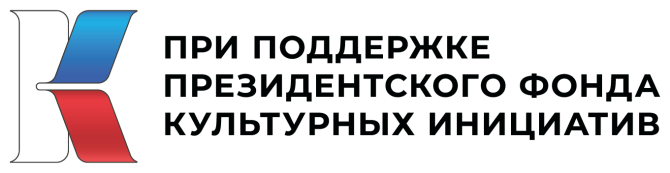 ПРИ ПОДДЕРЖКЕ
ПРЕЗИДЕНТСКОГО ФОНДА
КУЛЬТУРНЫХ ИНИЦИАТИВ